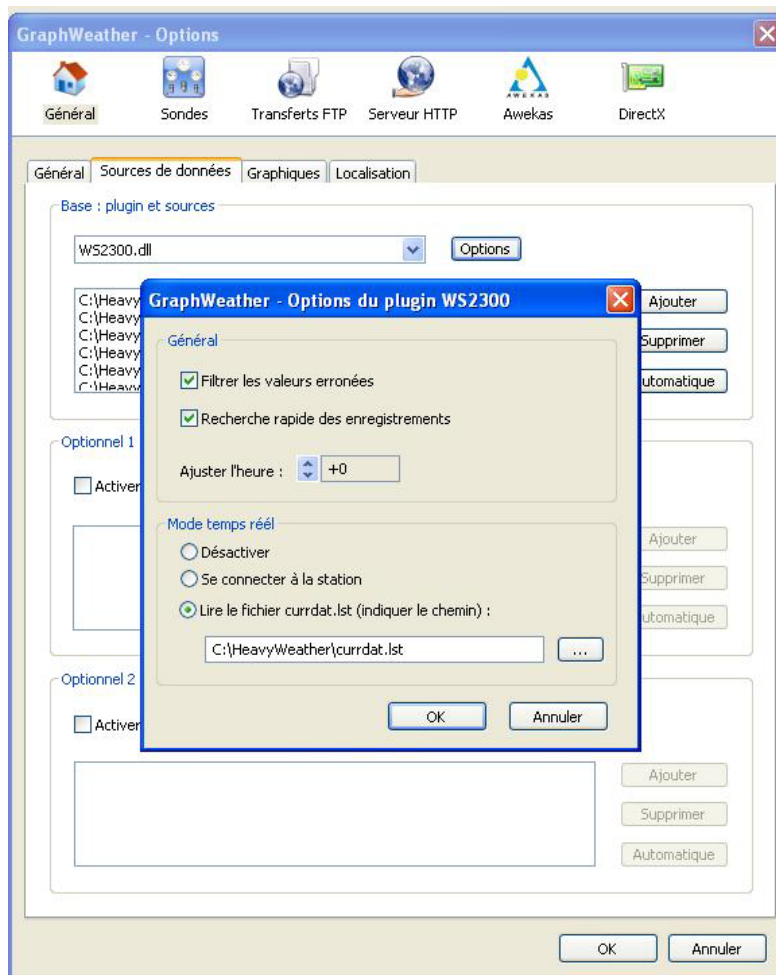 GraphWeather - Options
Général
Sondes
Transferts FTP
Serveur HTTP
AWEKAS
Awekas
DirectX
Général
Sources de données
Graphiques
Localisation
Base : plugin et sources
WS2300.dll
Options
C:\Heavy
C:\Heavy
C:\Heavy
C:\Heavy
C:\Heavy
C:\Heavy
Ajouter
Supprimer
utomatique
GraphWeather - Options du plugin WS2300
Général
Filtrer les valeurs erronées
Recherche rapide des enregistrements
Ajuster l'heure :
+0
Mode temps réél
Désactiver
Se connecter à la station
Lire le fichier currdat.lst (indiquer le chemin) :
C:\HeavyWeather\currdat.lst
...
OK
Annuler
Optionnel 1
Activer
Ajouter
Supprimer
utomatique
Optionnel 2
Activer
Ajouter
Supprimer
Automatique
OK
Annuler